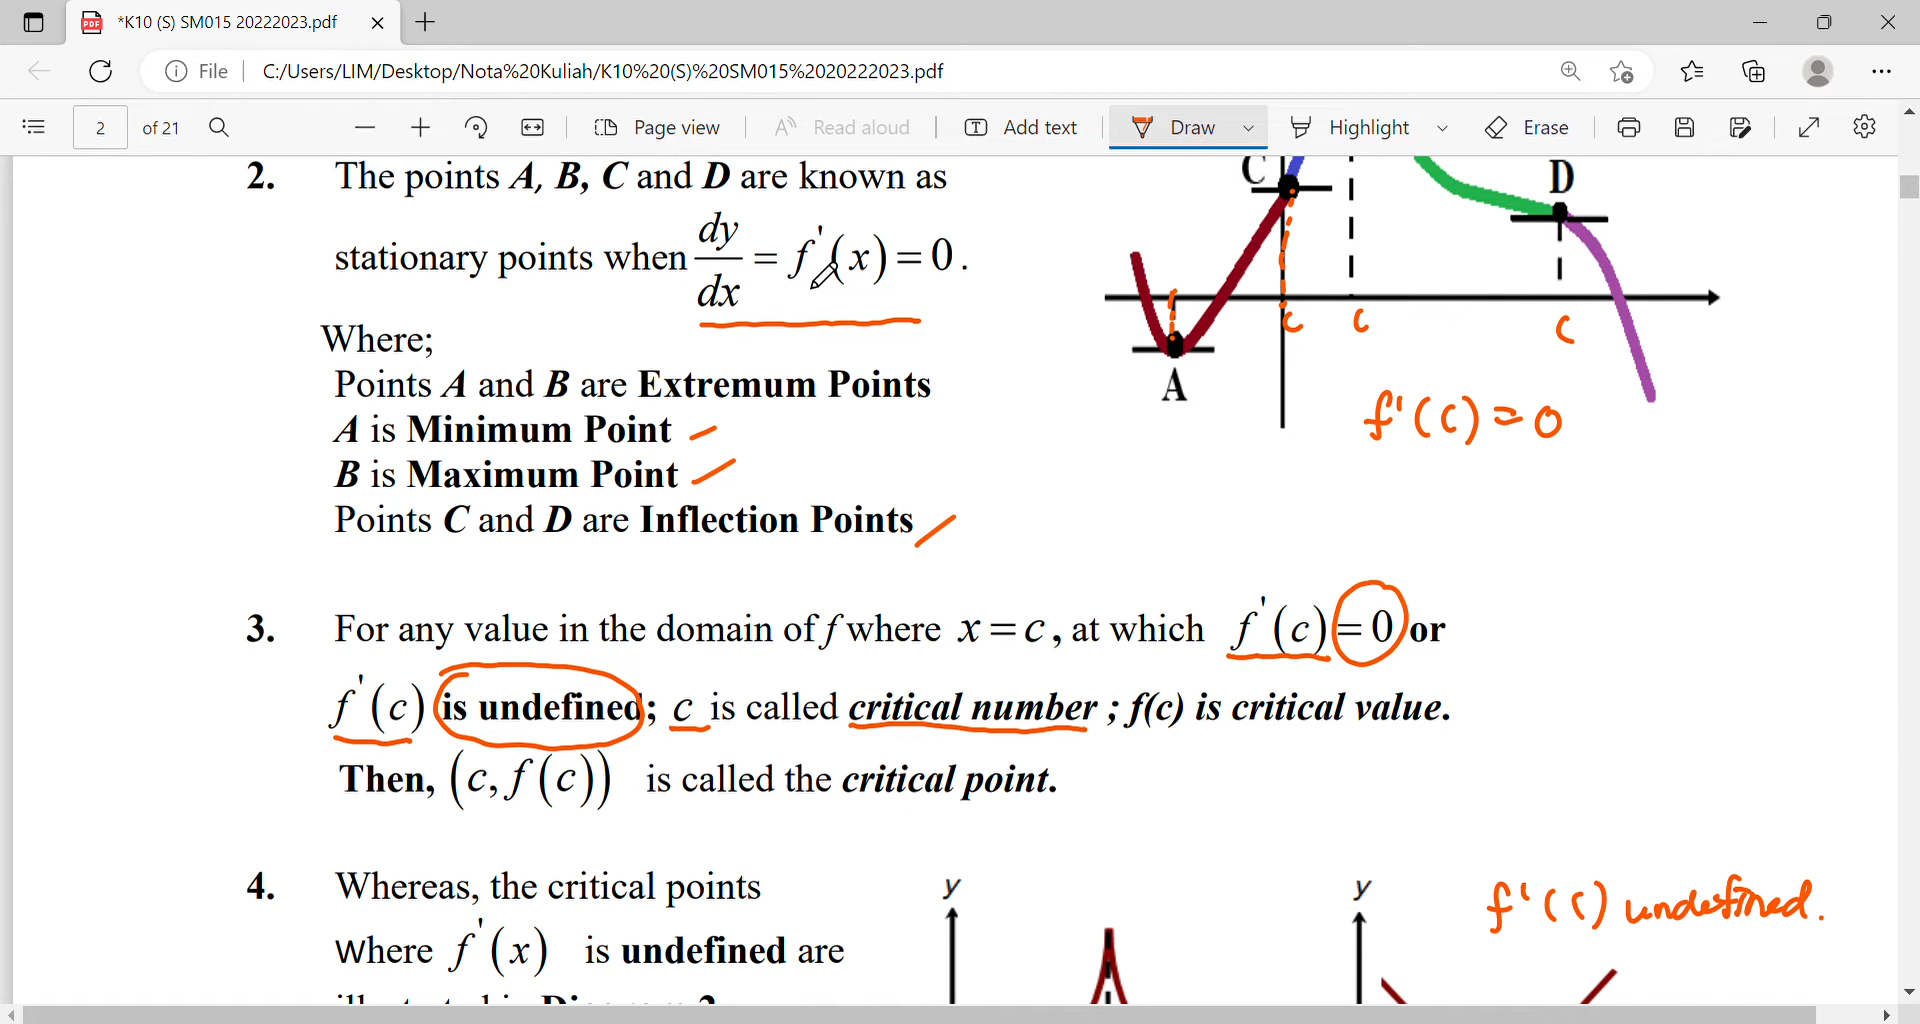 *K10 (S) SM015 20222023.pdf
File
C:/Users/LIM/Desktop/Nota%20Kuliah/K10%20(S)%20SM015%2020222023.pdf
2 of 21
Page view
Read aloud
Add text
Draw
Highlight
Erase
2. The points A, B, C and D are known as
stationary points when dy/dx = f'(x) = 0.
Where;
Points A and B are Extremum Points
A is Minimum Point
B is Maximum Point
Points C and D are Inflection Points
C
D
A
c
c
c
f'(c) = 0
3. For any value in the domain of f where x = c, at which f'(c) = 0 or
f'(c) is undefined; c is called critical number ; f(c) is critical value.
Then, (c, f(c)) is called the critical point.
4. Whereas, the critical points
Where f'(x) is undefined are
y
y
f'(c) undefined.